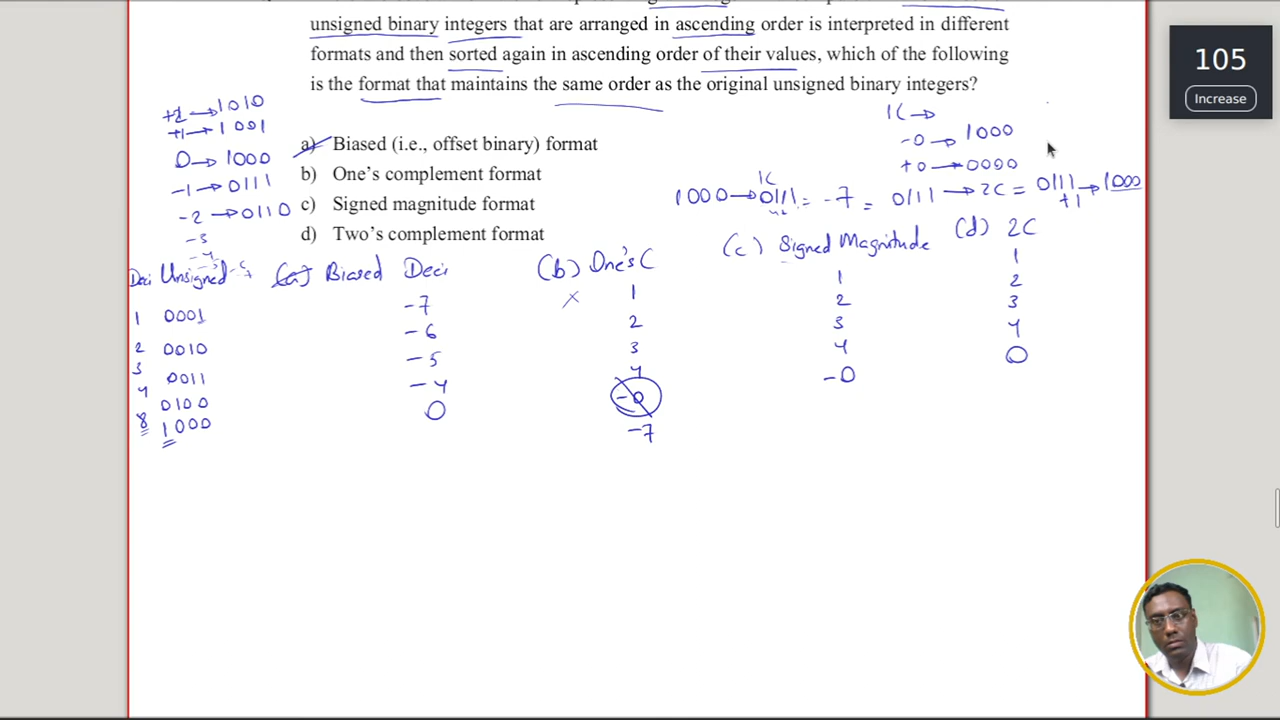 unsigned binary integers that are arranged in ascending order is interpreted in different
formats and then sorted again in ascending order of their values, which of the following
is the format that maintains the same order as the original unsigned binary integers?
a) Biased (i.e., offset binary) format
b) One's complement format
c) Signed magnitude format
d) Two's complement format
105
Increase
+2 → 1010
+1 → 1001
0 → 1000
-1 → 0111
-2 → 0110
-3
-4
1C →
-0 → 1000
+0 → 0000
1C
1000 → 0111 = -7 = 0111 → 2C = 0111 → 1000
+1
Deci Unsigned (a) Biased Deci (b) One's C (c) Signed Magnitude (d) 2C
1 0001 -7 × 1 1 1
2 0010 -6 2 2 2
3 0011 -5 3 3 3
4 0100 -4 4 4 4
8 1000 0 -0 -0 0
-7